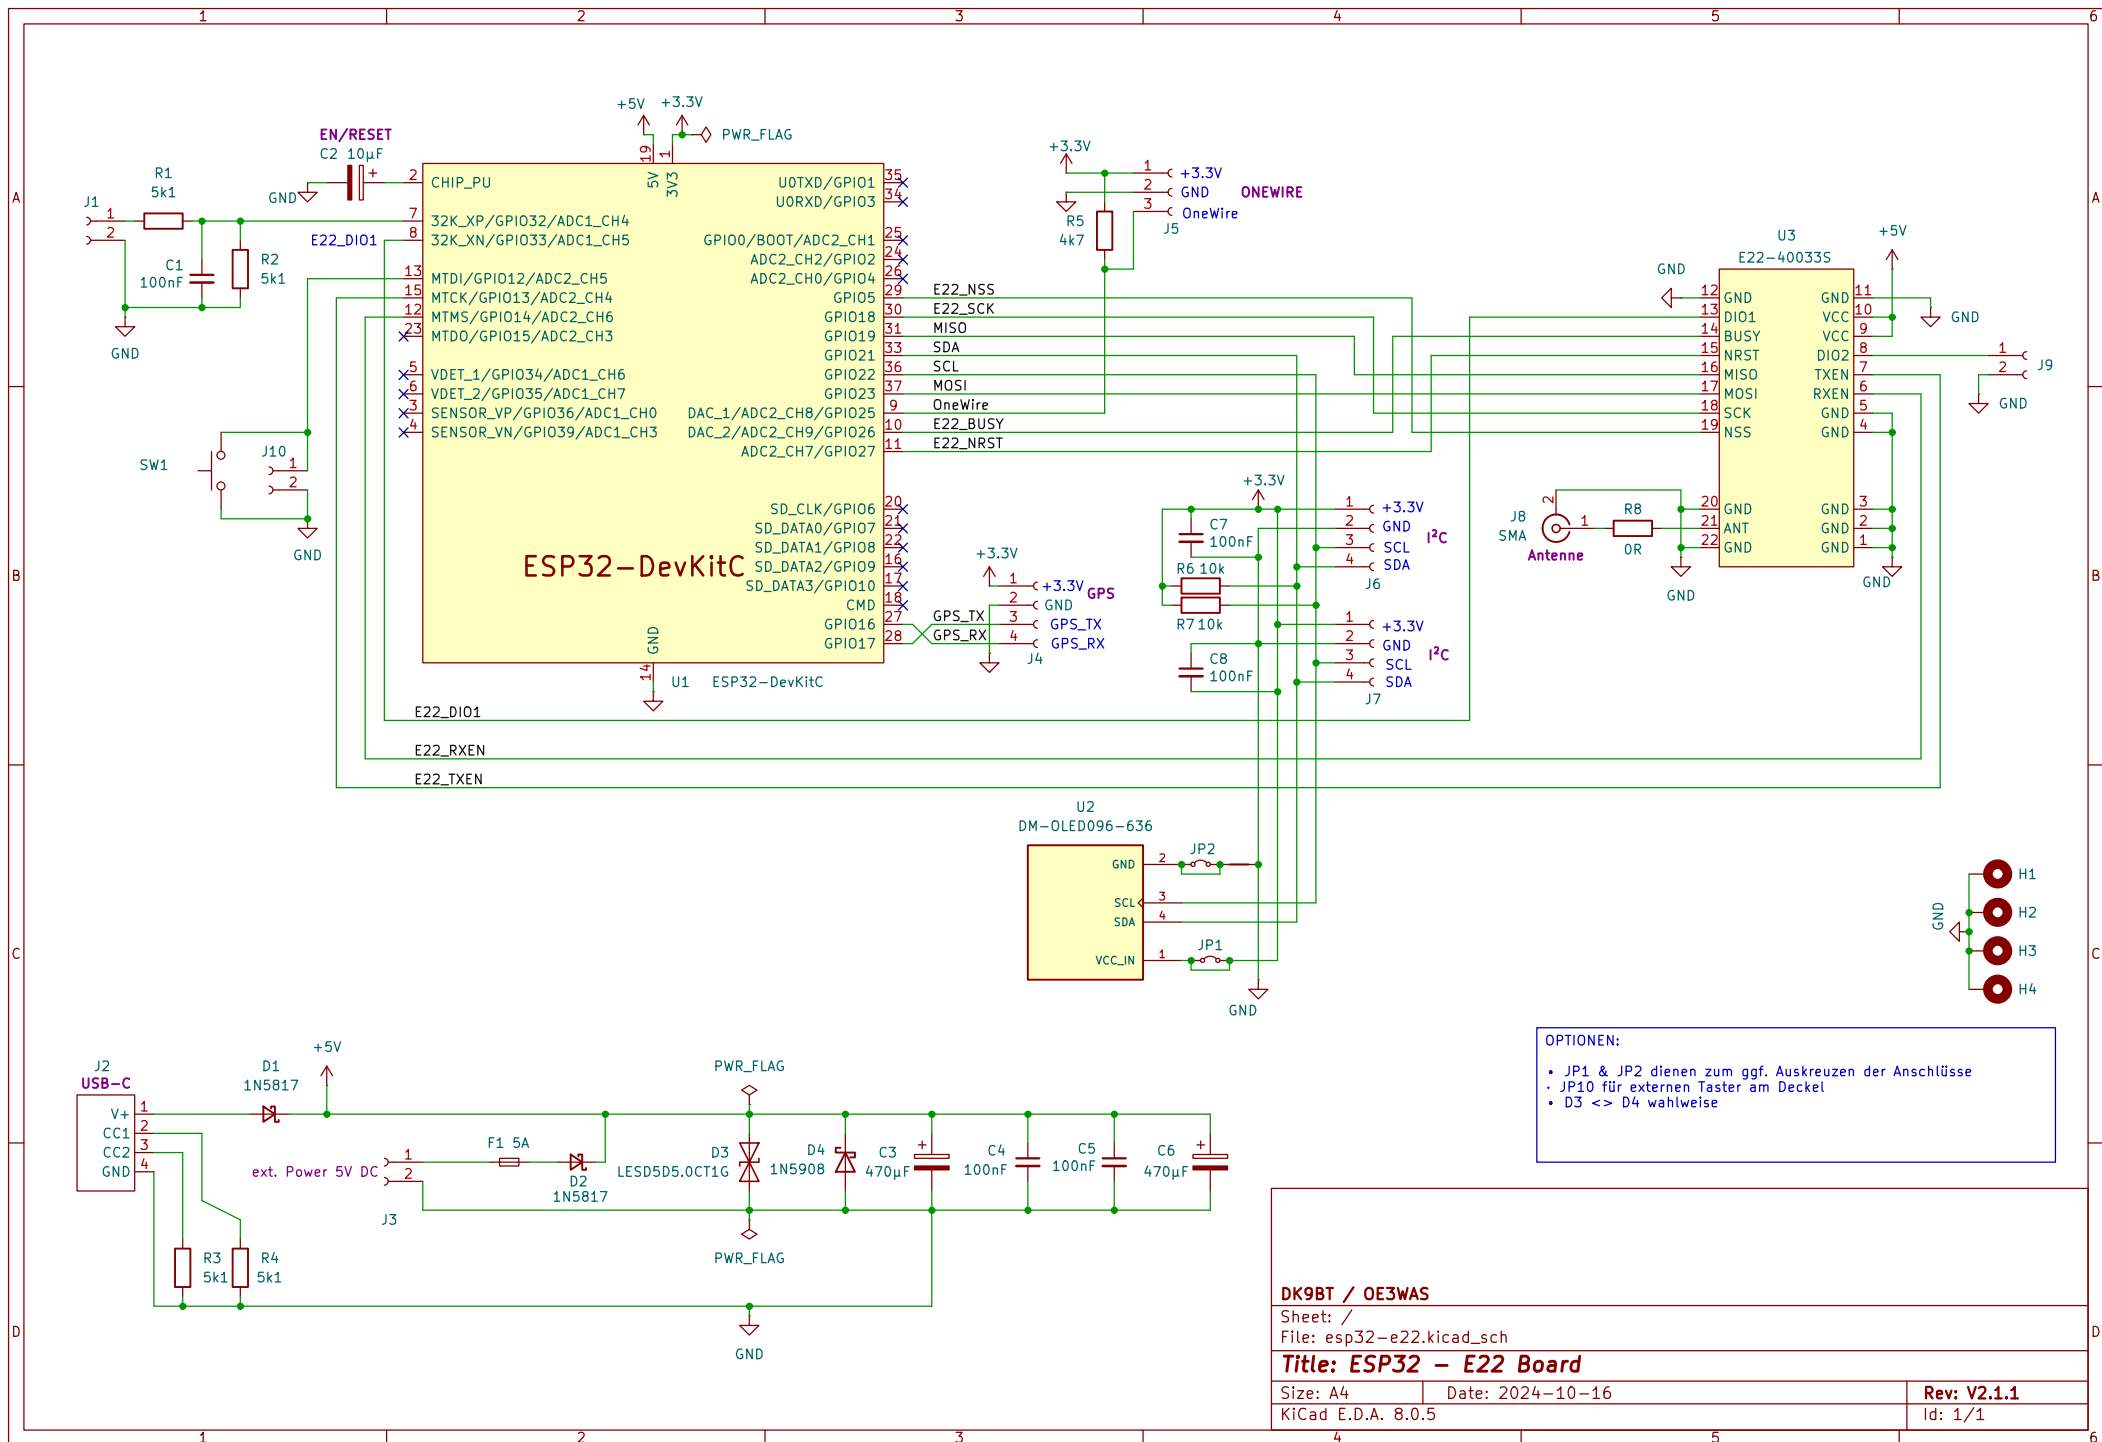 1 2 3 4 5 6
A
B
C
D
A
B
C
D
1 2 3 4 5 6
EN/RESET
C2 10µF
+
GND
R1
5k1
J1
1
2
C1
100nF
R2
5k1
GND
E22_DIO1
SW1
J10
1
2
GND
+5V
+3.3V
PWR_FLAG
19
1
5V
3V3
2 CHIP_PU
7 32K_XP/GPIO32/ADC1_CH4
8 32K_XN/GPIO33/ADC1_CH5
13 MTDI/GPIO12/ADC2_CH5
15 MTCK/GPIO13/ADC2_CH4
12 MTMS/GPIO14/ADC2_CH6
23 MTDO/GPIO15/ADC2_CH3
5 VDET_1/GPIO34/ADC1_CH6
6 VDET_2/GPIO35/ADC1_CH7
3 SENSOR_VP/GPIO36/ADC1_CH0
4 SENSOR_VN/GPIO39/ADC1_CH3
U0TXD/GPIO1 35
U0RXD/GPIO3 34
GPIO0/BOOT/ADC2_CH1 25
ADC2_CH2/GPIO2 24
ADC2_CH0/GPIO4 26
GPIO5 29 E22_NSS
GPIO18 30 E22_SCK
GPIO19 31 MISO
GPIO21 33 SDA
GPIO22 36 SCL
GPIO23 37 MOSI
DAC_1/ADC2_CH8/GPIO25 9 OneWire
DAC_2/ADC2_CH9/GPIO26 10 E22_BUSY
ADC2_CH7/GPIO27 11 E22_NRST
SD_CLK/GPIO6 20
SD_DATA0/GPIO7 21
SD_DATA1/GPIO8 22
SD_DATA2/GPIO9 16
SD_DATA3/GPIO10 17
CMD 18
GPIO16 27 GPS_TX
GPIO17 28 GPS_RX
ESP32-DevKitC
GND
14
U1 ESP32-DevKitC
+3.3V
1 +3.3V
2 GND
3 OneWire
ONEWIRE
J5
R5
4k7
+3.3V
1 +3.3V
2 GND
3 GPS_TX
4 GPS_RX
GPS
J4
+3.3V
C7
100nF
R6 10k
R7 10k
C8
100nF
1 +3.3V
2 GND
3 SCL
4 SDA
I²C
J6
1 +3.3V
2 GND
3 SCL
4 SDA
I²C
J7
U3
E22-40033S
+5V
GND
12 GND
13 DIO1
14 BUSY
15 NRST
16 MISO
17 MOSI
18 SCK
19 NSS
20 GND
21 ANT
22 GND
GND 11
VCC 10
VCC 9
DIO2 8
TXEN 7
RXEN 6
GND 5
GND 4
GND 3
GND 2
GND 1
GND
1
2
J9
GND
GND
GND
2
J8
SMA
1
Antenne
R8
0R
E22_DIO1
E22_RXEN
E22_TXEN
U2
DM-OLED096-636
GND 2
SCL 3
SDA 4
VCC_IN 1
JP2
JP1
GND
GND
H1
H2
H3
H4
OPTIONEN:
• JP1 & JP2 dienen zum ggf. Auskreuzen der Anschlüsse
· JP10 für externen Taster am Deckel
• D3 <> D4 wahlweise
J2
USB-C
V+ 1
CC1 2
CC2 3
GND 4
D1
1N5817
+5V
ext. Power 5V DC
1
2
J3
F1 5A
D2
1N5817
PWR_FLAG
D3
LESD5D5.0CT1G
PWR_FLAG
D4
1N5908
C3
470µF
+
C4
100nF
C5
100nF
C6
470µF
+
R3
5k1
R4
5k1
GND
DK9BT / OE3WAS
Sheet: /
File: esp32-e22.kicad_sch
Title: ESP32 - E22 Board
Size: A4 Date: 2024-10-16 Rev: V2.1.1
KiCad E.D.A. 8.0.5 Id: 1/1